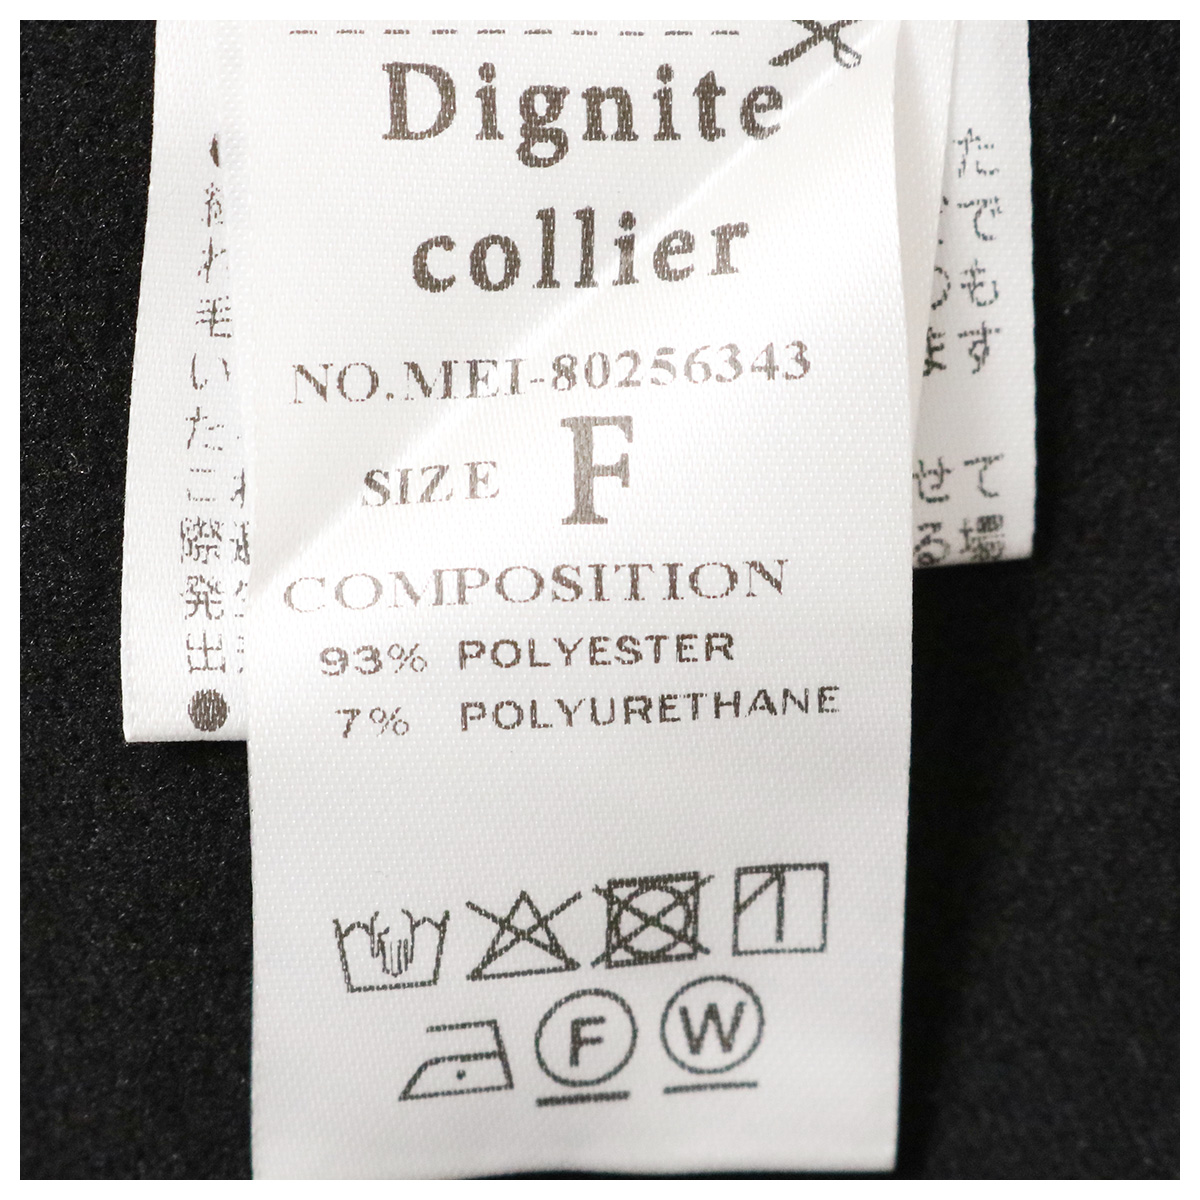 Dignite
collier
NO.MEI-80256343
SIZE F
COMPOSITION
93% POLYESTER
7% POLYURETHANE
F W